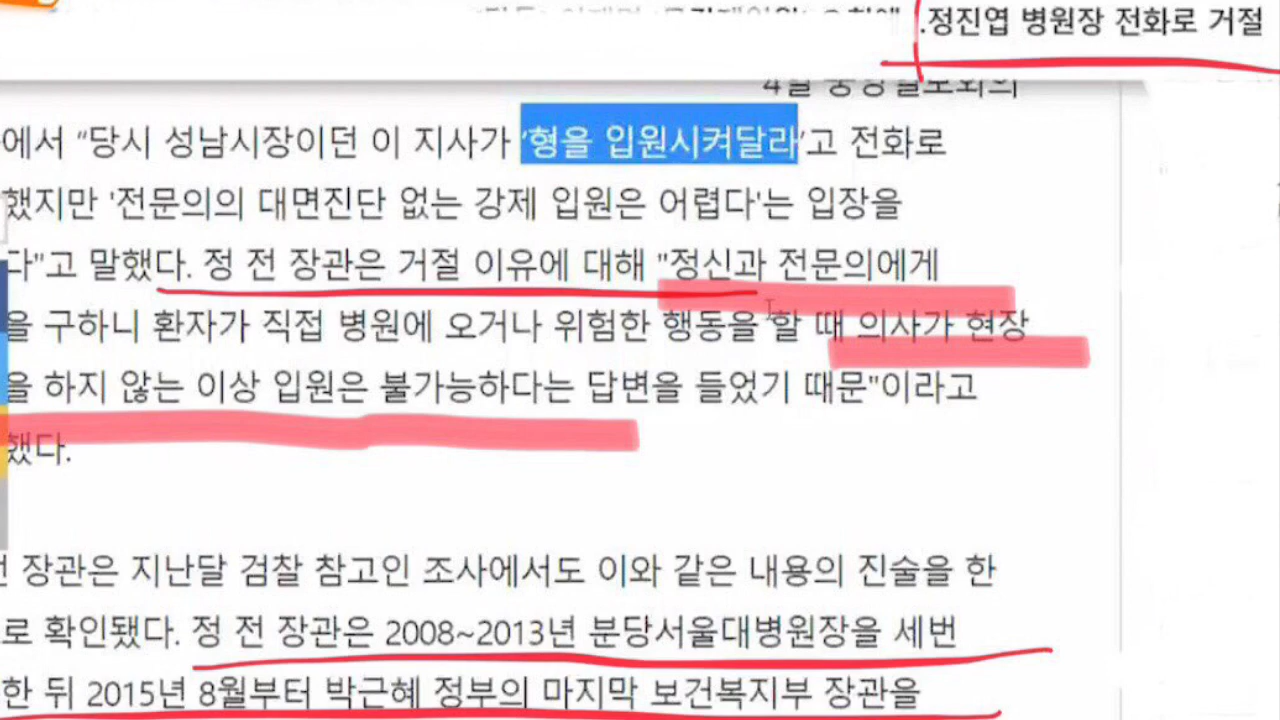 .정진엽 병원장 전화로 거절
에서 “당시 성남시장이던 이 지사가 ‘형을 입원시켜달라’고 전화로
했지만 '전문의의 대면진단 없는 강제 입원은 어렵다'는 입장을
다"고 말했다. 정 전 장관은 거절 이유에 대해 "정신과 전문의에게
을 구하니 환자가 직접 병원에 오거나 위험한 행동을 할 때 의사가 현장
을 하지 않는 이상 입원은 불가능하다는 답변을 들었기 때문"이라고
했다.
장관은 지난달 검찰 참고인 조사에서도 이와 같은 내용의 진술을 한
로 확인됐다. 정 전 장관은 2008~2013년 분당서울대병원장을 세번
한 뒤 2015년 8월부터 박근혜 정부의 마지막 보건복지부 장관을